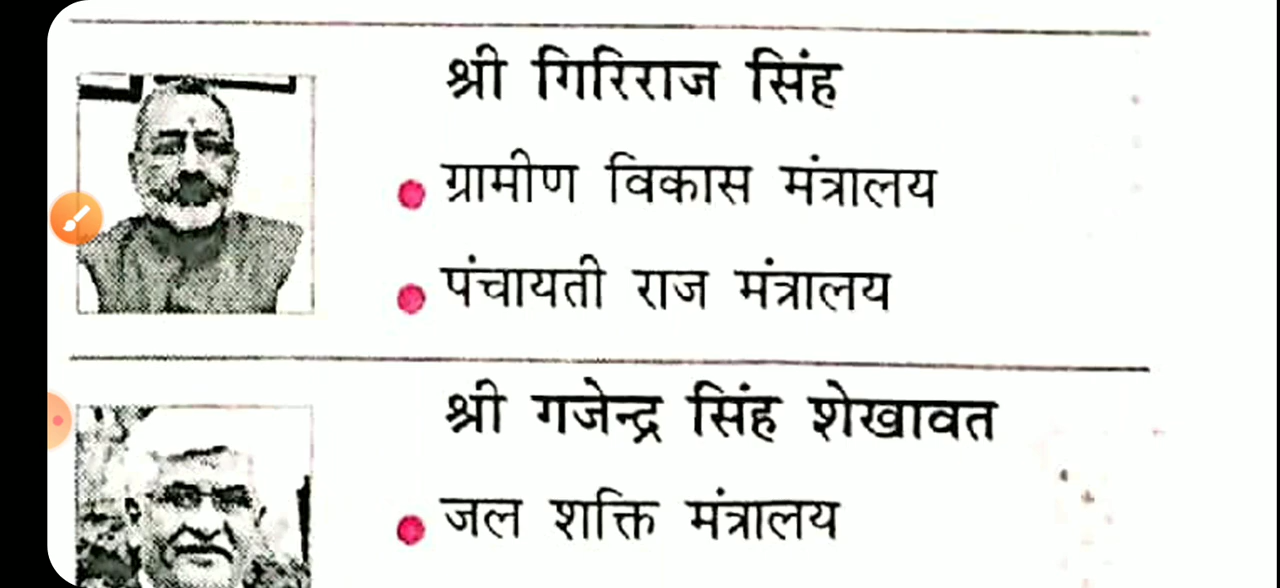 श्री गिरिराज सिंह
ग्रामीण विकास मंत्रालय
पंचायती राज मंत्रालय
श्री गजेन्द्र सिंह शेखावत
जल शक्ति मंत्रालय